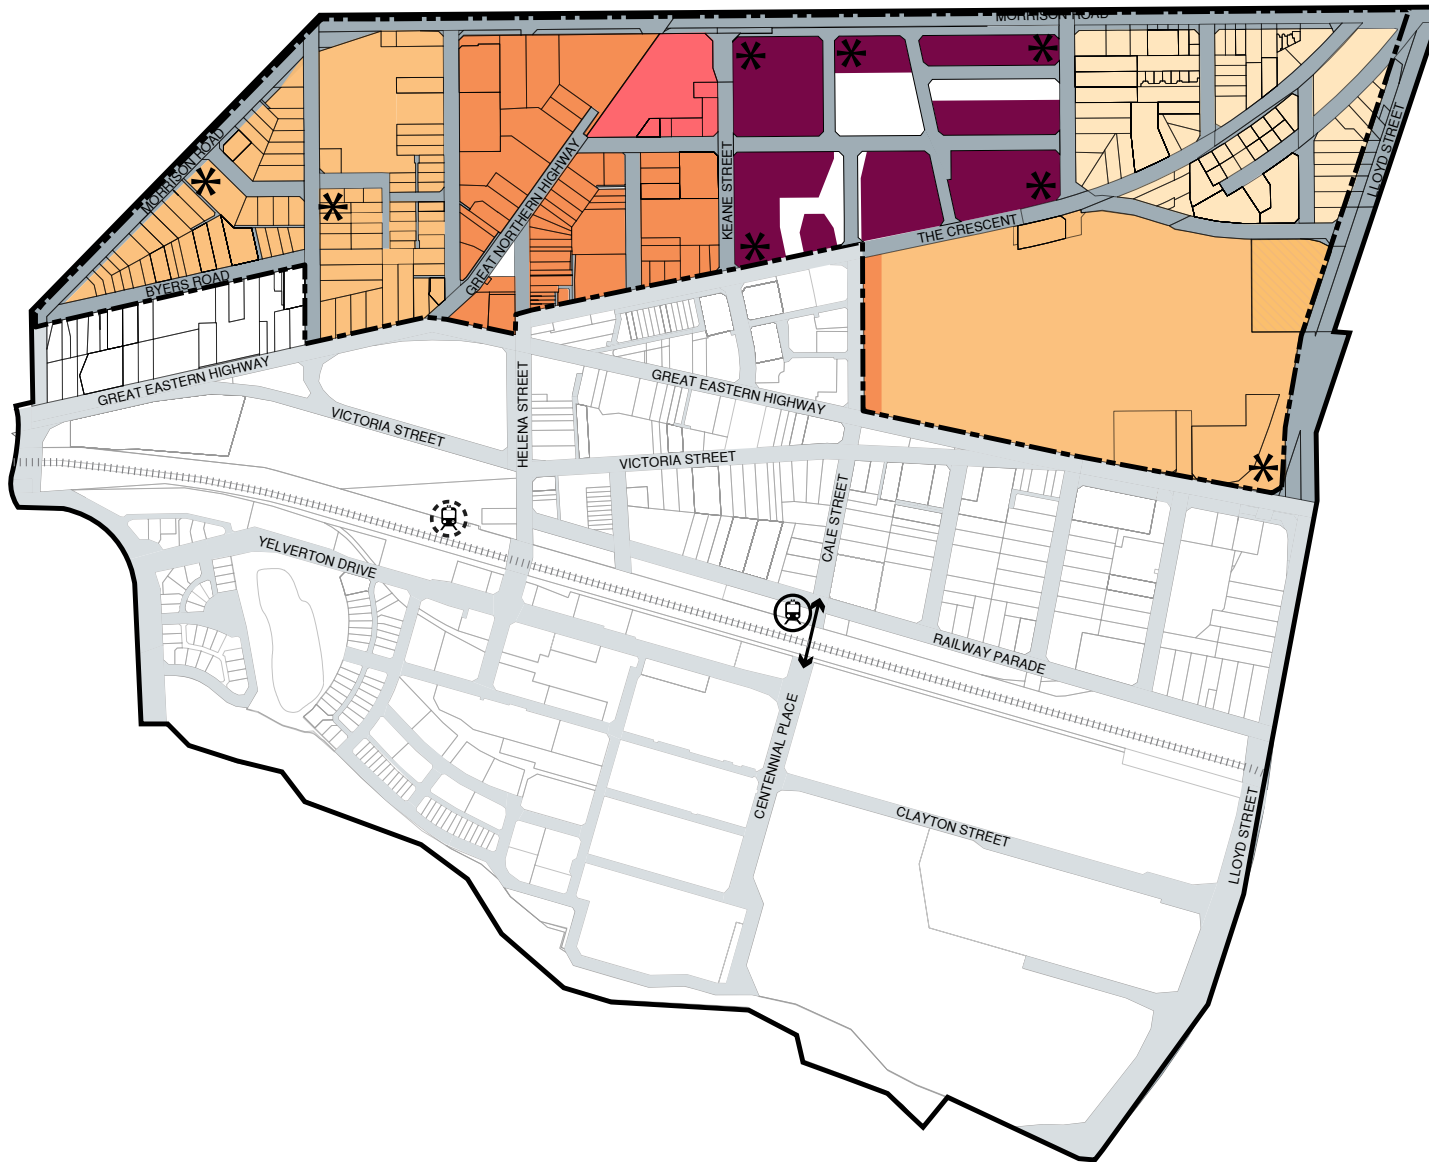 MORRISON ROAD
MORRISON ROAD
LLOYD STREET
KEANE STREET
GREAT NORTHERN HIGHWAY
THE CRESCENT
BYERS ROAD
GREAT EASTERN HIGHWAY
GREAT EASTERN HIGHWAY
HELENA STREET
VICTORIA STREET
VICTORIA STREET
CALE STREET
YELVERTON DRIVE
RAILWAY PARADE
CENTENNIAL PLACE
CLAYTON STREET
LLOYD STREET